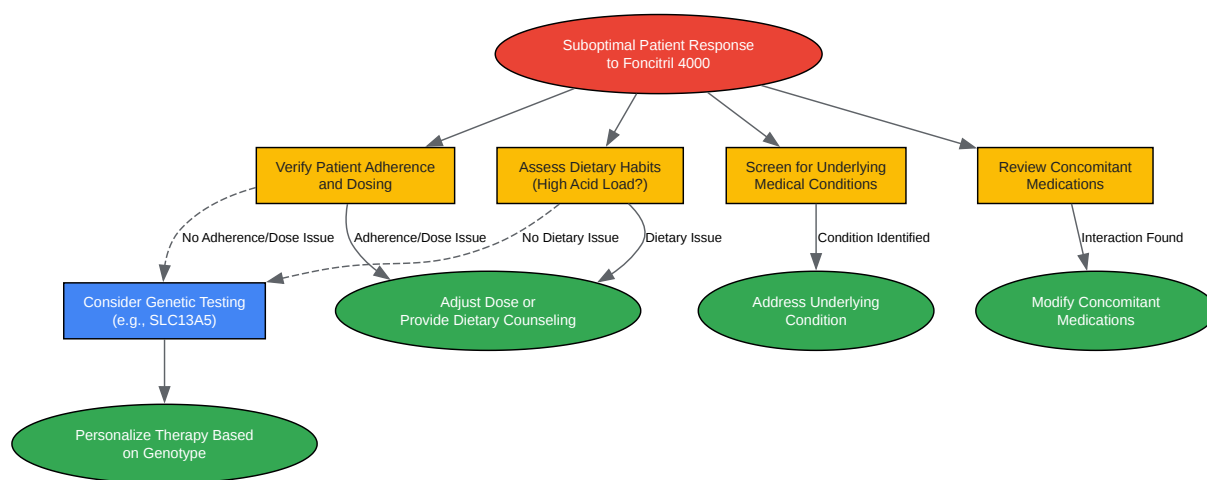 Suboptimal Patient Response
to Foncitril 4000
Verify Patient Adherence
and Dosing
Assess Dietary Habits
(High Acid Load?)
Screen for Underlying
Medical Conditions
Review Concomitant
Medications
No Adherence/Dose Issue
Adherence/Dose Issue
No Dietary Issue
Dietary Issue
Condition Identified
Interaction Found
Consider Genetic Testing
(e.g., SLC13A5)
Adjust Dose or
Provide Dietary Counseling
Address Underlying
Condition
Modify Concomitant
Medications
Personalize Therapy Based
on Genotype